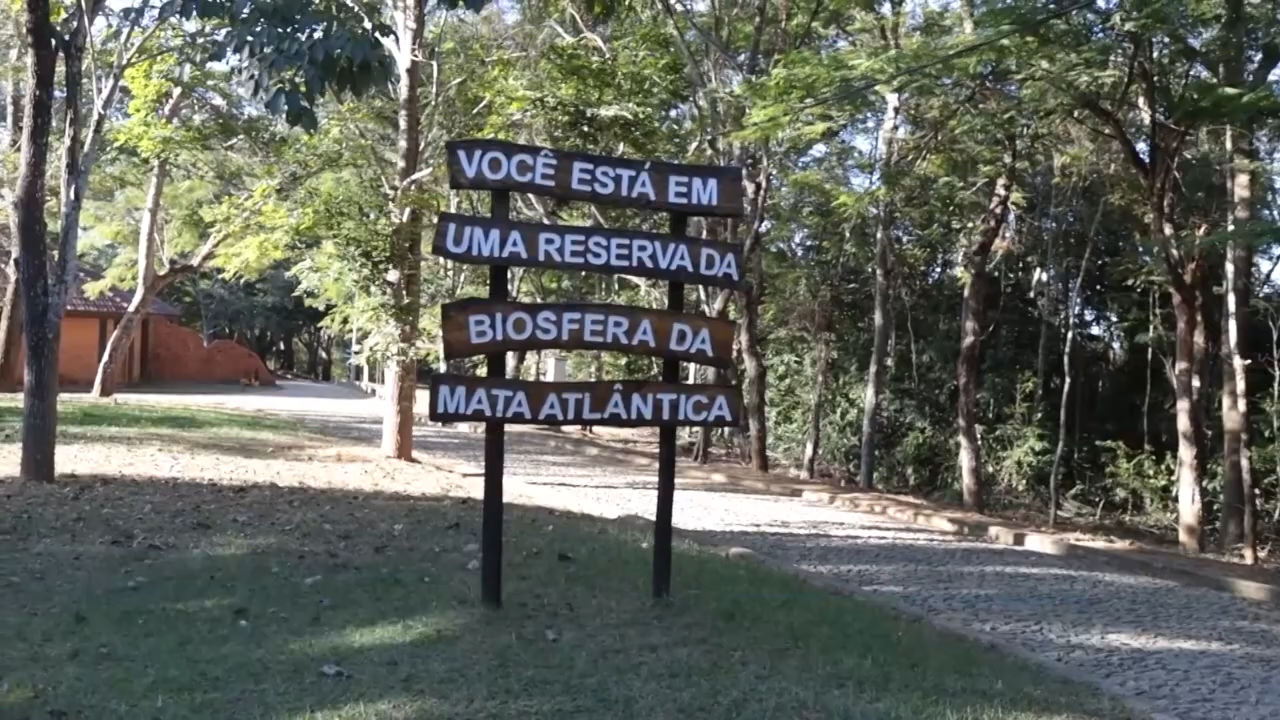 VOCÊ ESTÁ EM
UMA RESERVA DA
BIOSFERA DA
MATA ATLÂNTICA